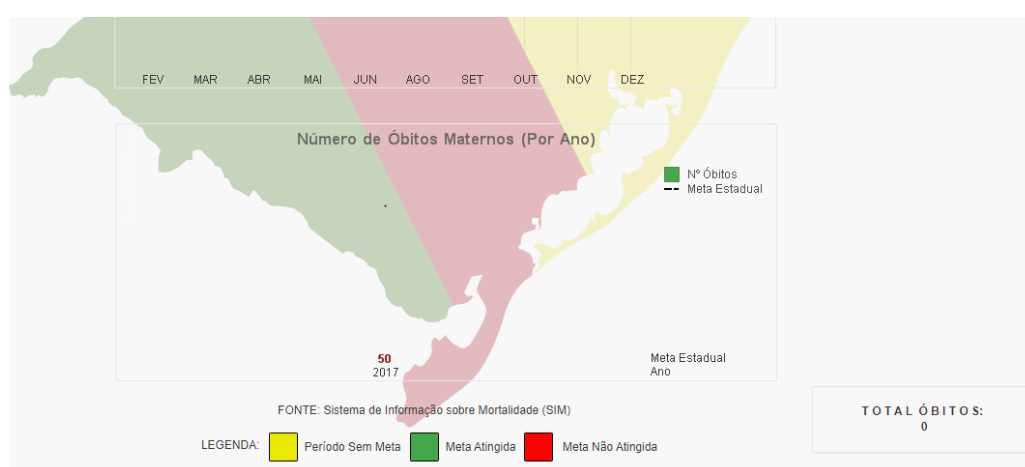 FEV MAR ABR MAI JUN AGO SET OUT NOV DEZ
Número de Óbitos Maternos (Por Ano)
Nº Óbitos
Meta Estadual
50 Meta Estadual
2017 Ano
FONTE: Sistema de Informação sobre Mortalidade (SIM)
LEGENDA: Período Sem Meta Meta Atingida Meta Não Atingida
TOTAL ÓBITOS:
0